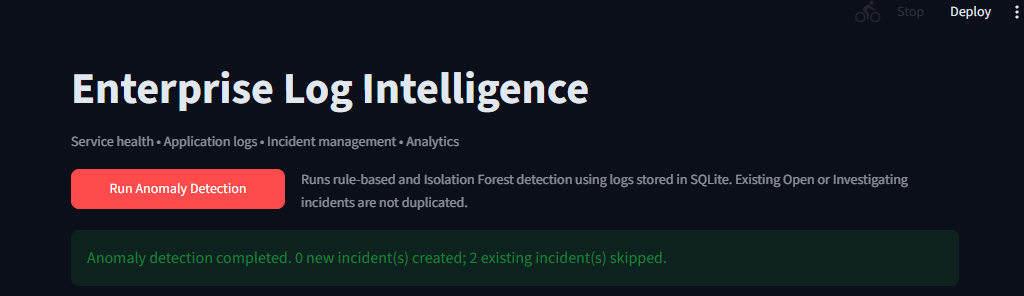 Stop
Deploy
Enterprise Log Intelligence
Service health • Application logs • Incident management • Analytics
Run Anomaly Detection
Runs rule-based and Isolation Forest detection using logs stored in SQLite. Existing Open or Investigating
incidents are not duplicated.
Anomaly detection completed. 0 new incident(s) created; 2 existing incident(s) skipped.